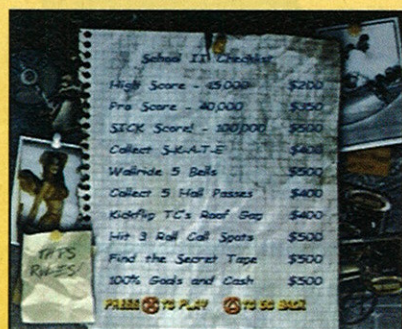 School II Checklist
High Score - 15,000 $200
Pro Score - 40,000 $350
SICK Score! - 100,000 $500
Collect S-K-A-T-E $400
Wallride 5 Bells $500
Collect 5 Hall Passes $400
Kickflip TC's Roof Gap $400
Hit 3 Roll Call Spots $500
Find the Secret Tape $500
100% Goals and Cash $500
THPS RULES!
PRESS TO PLAY TO GO BACK